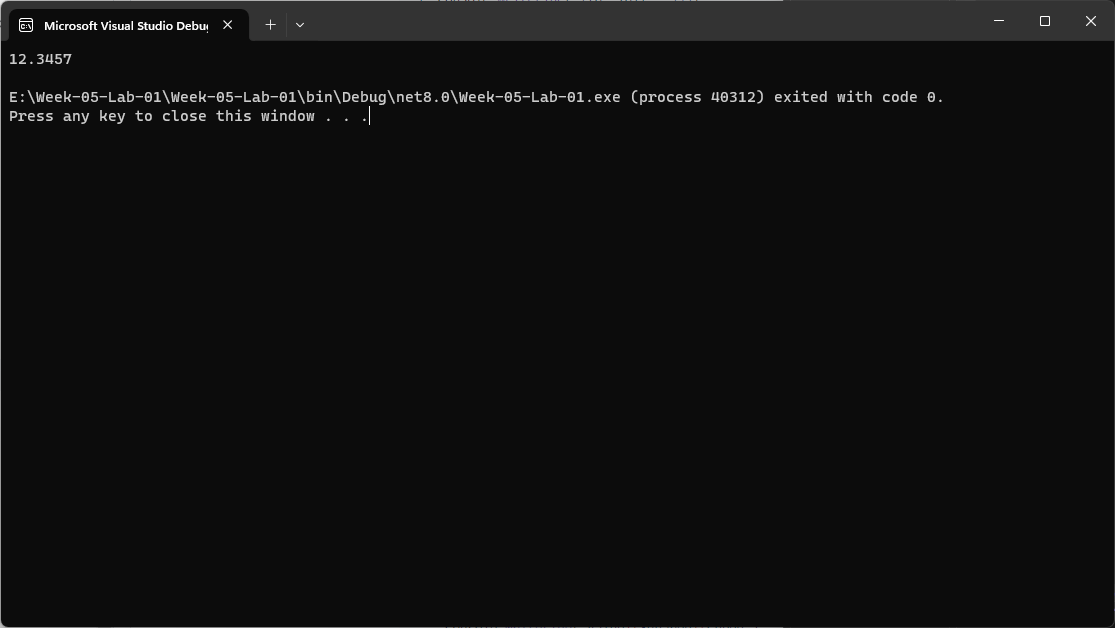 Microsoft Visual Studio Debug
12.3457
E:\Week-05-Lab-01\Week-05-Lab-01\bin\Debug\net8.0\Week-05-Lab-01.exe (process 40312) exited with code 0.
Press any key to close this window . . .